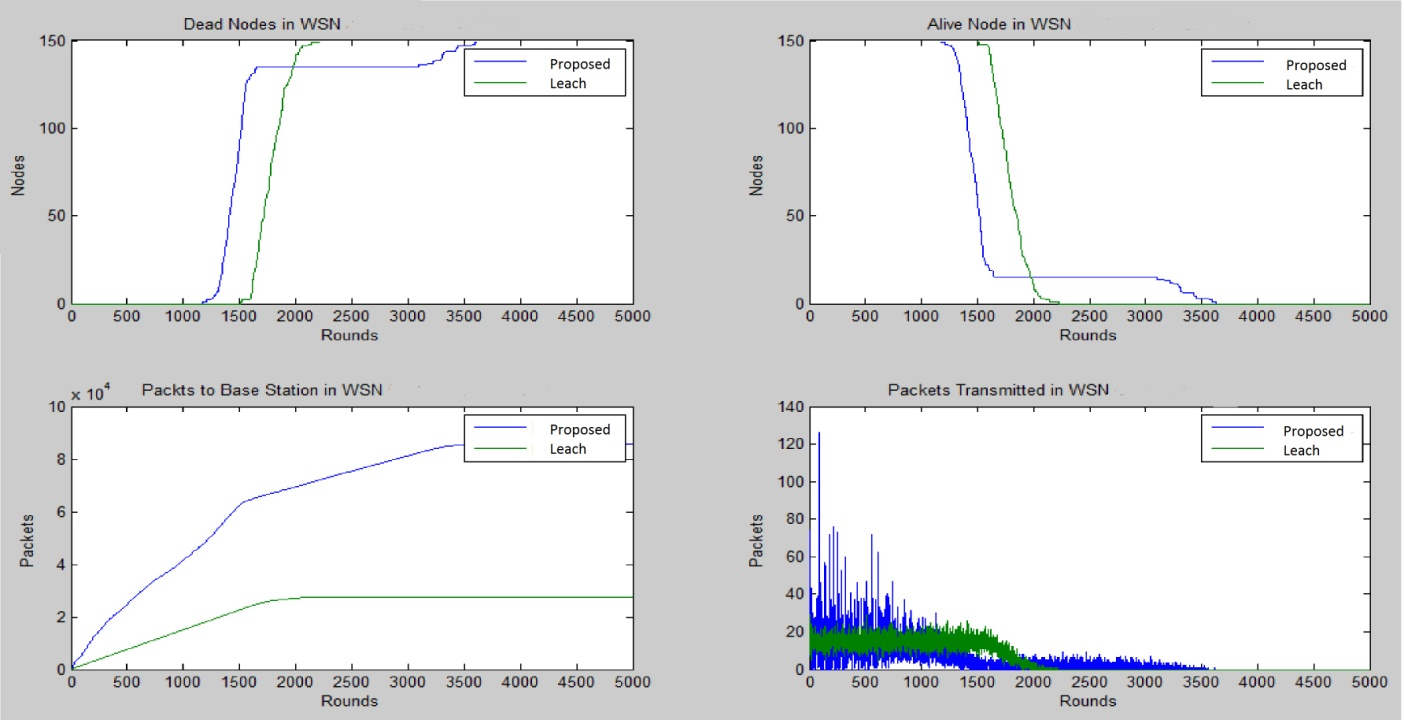 Dead Nodes in WSN
150
100
50
0
Nodes
Proposed
Leach
0 500 1000 1500 2000 2500 3000 3500 4000 4500 5000
Rounds
Alive Node in WSN
150
100
50
0
Nodes
Proposed
Leach
0 500 1000 1500 2000 2500 3000 3500 4000 4500 5000
Rounds
Packts to Base Station in WSN
x 10^4
10
8
6
4
2
0
Packets
Proposed
Leach
0 500 1000 1500 2000 2500 3000 3500 4000 4500 5000
Rounds
Packets Transmitted in WSN
140
120
100
80
60
40
20
0
Packets
Proposed
Leach
0 500 1000 1500 2000 2500 3000 3500 4000 4500 5000
Rounds